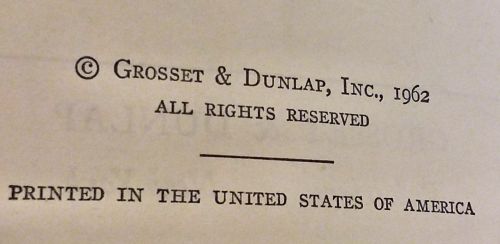 © GROSSET & DUNLAP, INC., 1962
ALL RIGHTS RESERVED
PRINTED IN THE UNITED STATES OF AMERICA